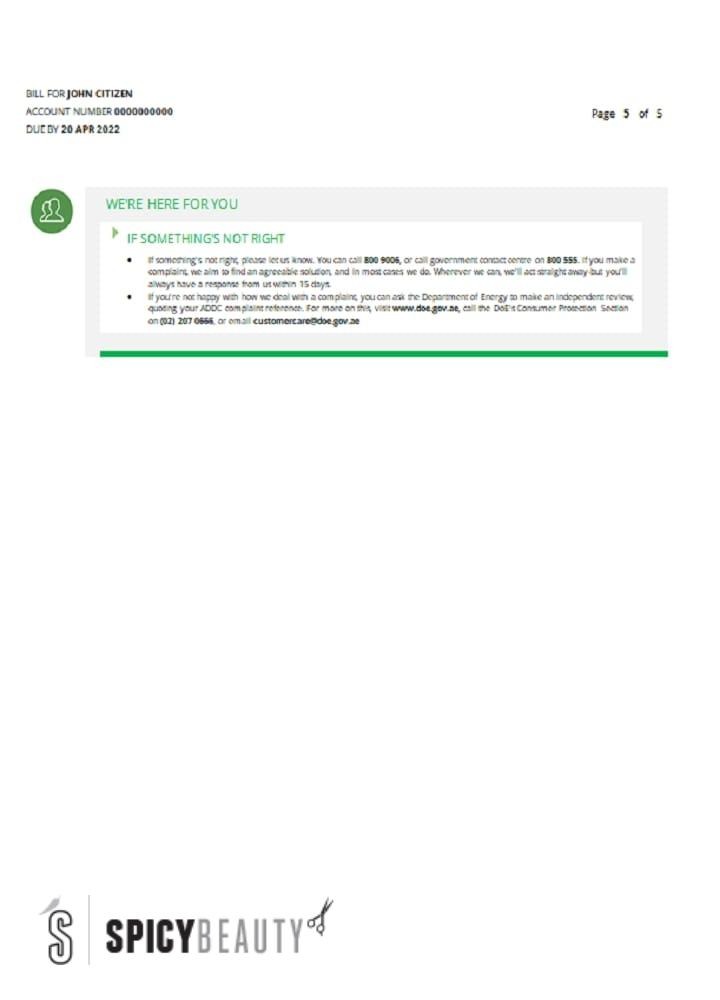 BILL FOR JOHN CITIZEN
ACCOUNT NUMBER 0000000000
DUE BY 20 APR 2022
Page 5 of 5
WE'RE HERE FOR YOU
IF SOMETHING'S NOT RIGHT
• If something's not right, please let us know. You can call 800 9006, or call government contact centre on 800 555. If you make a
complaint, we aim to find an agreeable solution, and in most cases we do. Wherever we can, we'll act straight away-but you'll
always have a response from us within 15 days.
• If you're not happy with how we deal with a complaint, you can ask the Department of Energy to make an independent review,
quoting your ADDC complaint reference. For more on this, visit www.doe.gov.ae, call the DoE's Consumer Protection Section
on (02) 207 0666, or email customercare@doe.gov.ae
S SPICYBEAUTY